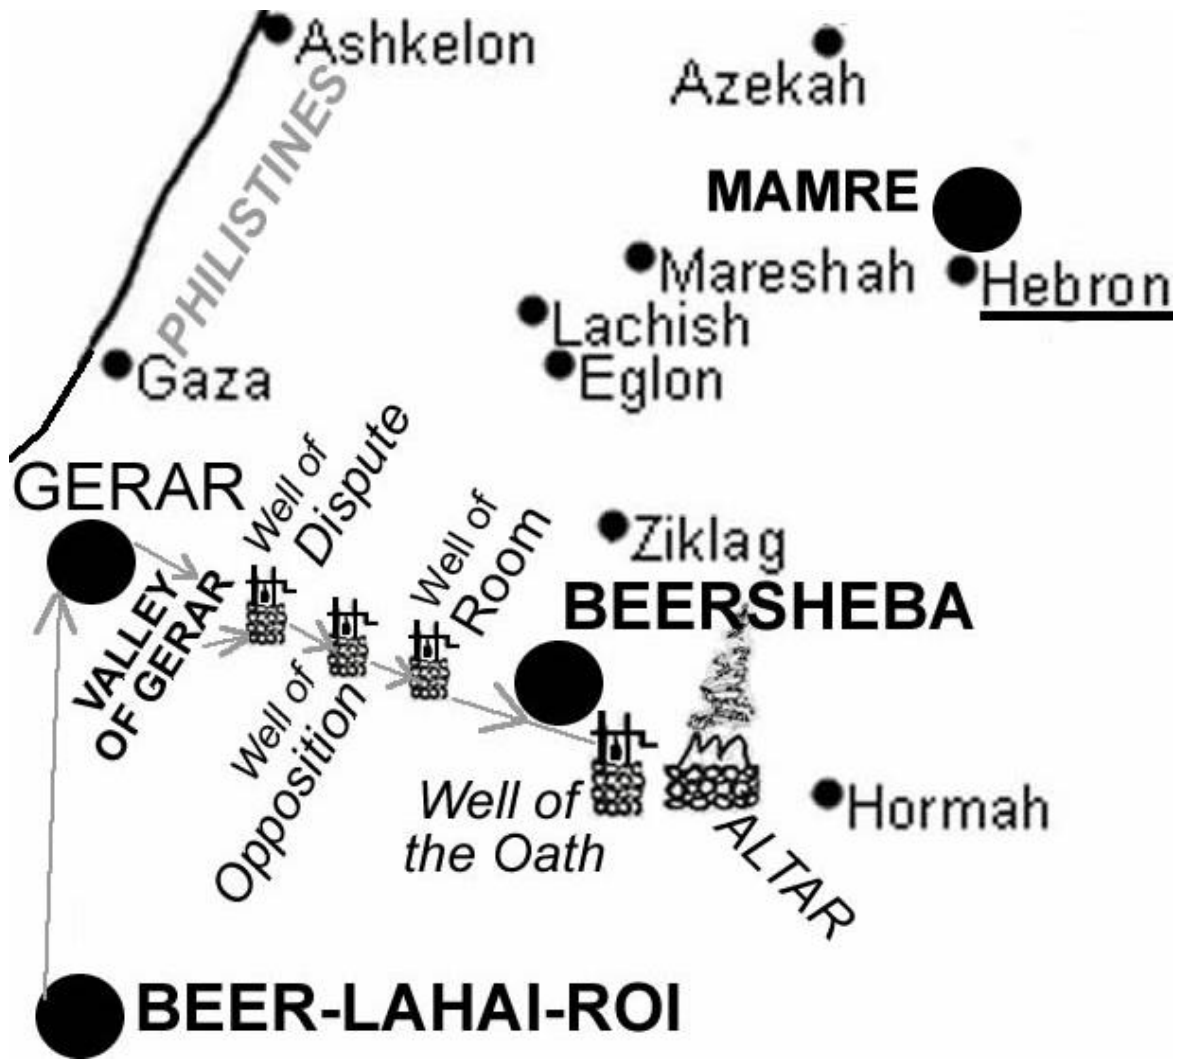 Ashkelon
Azekah
PHILISTINES
MAMRE
Mareshah
Hebron
Lachish
Eglon
Gaza
GERAR
Well of
Dispute
Well of
Room
Ziklag
BEERSHEBA
VALLEY
OF GERAR
Well of
Opposition
Well of
the Oath
Hormah
ALTAR
BEER-LAHAI-ROI